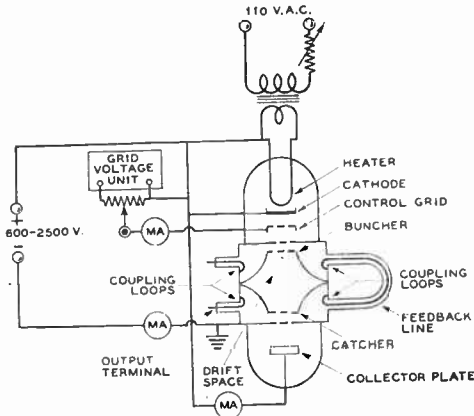 110 V. A.C.
GRID
VOLTAGE
UNIT
HEATER
CATHODE
CONTROL GRID
BUNCHER
+
600-2500 V.
–
MA
COUPLING
LOOPS
COUPLING
LOOPS
FEEDBACK
LINE
MA
OUTPUT
TERMINAL
DRIFT
SPACE
CATCHER
COLLECTOR PLATE
MA